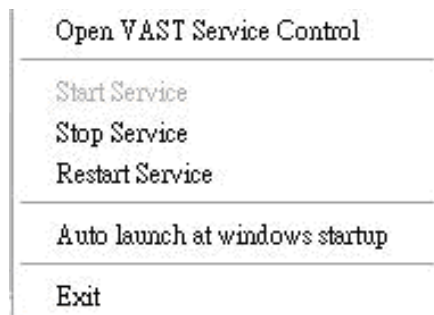 Open VAST Service Control
Start Service
Stop Service
Restart Service
Auto launch at windows startup
Exit